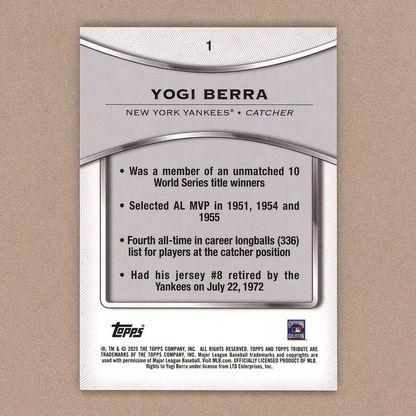 1
YOGI BERRA
NEW YORK YANKEES® • CATCHER
• Was a member of an unmatched 10
World Series title winners
• Selected AL MVP in 1951, 1954 and
1955
• Fourth all-time in career longballs (336)
list for players at the catcher position
• Had his jersey #8 retired by the
Yankees on July 22, 1972
topps
®, TM & © 2025 THE TOPPS COMPANY, INC. ALL RIGHTS RESERVED. TOPPS AND TOPPS TRIBUTE ARE
TRADEMARKS OF THE TOPPS COMPANY, INC. Major League Baseball trademarks and copyrights are
used with permission of Major League Baseball. Visit MLB.com. OFFICIALLY LICENSED PRODUCT OF MLB.
Rights to Yogi Berra under license from LTD Enterprises, Inc.